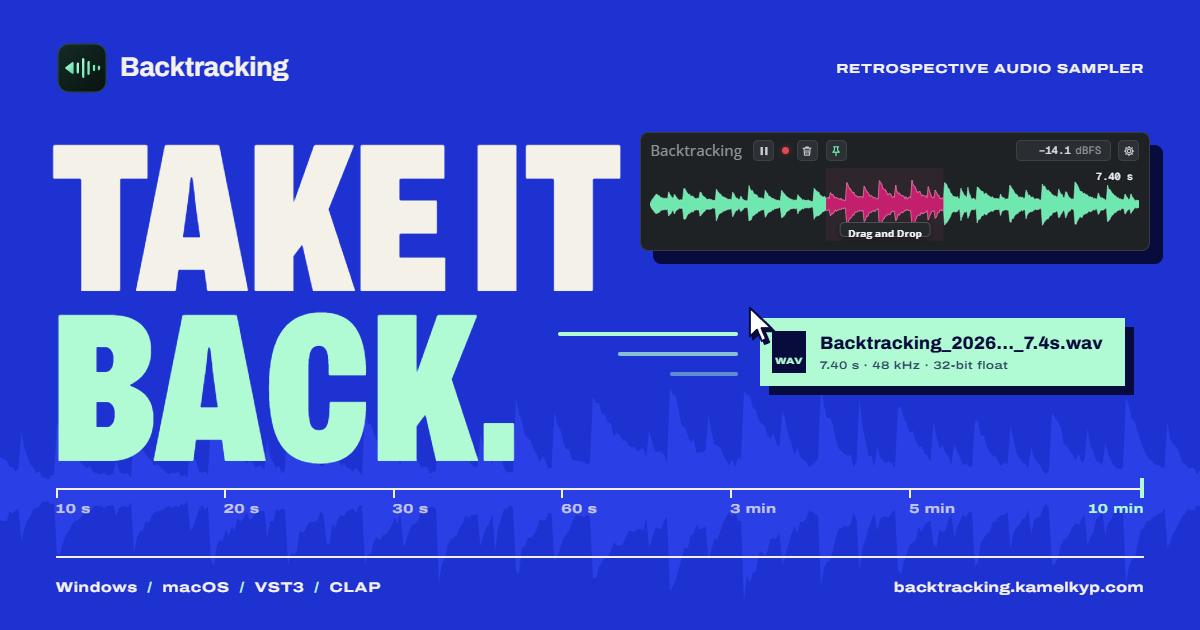 Backtracking
RETROSPECTIVE AUDIO SAMPLER
TAKE IT
BACK.
Backtracking
−14.1 dBFS
7.40 s
Drag and Drop
WAV
Backtracking_2026..._7.4s.wav
7.40 s · 48 kHz · 32-bit float
10 s
20 s
30 s
60 s
3 min
5 min
10 min
Windows / macOS / VST3 / CLAP
backtracking.kamelkyp.com